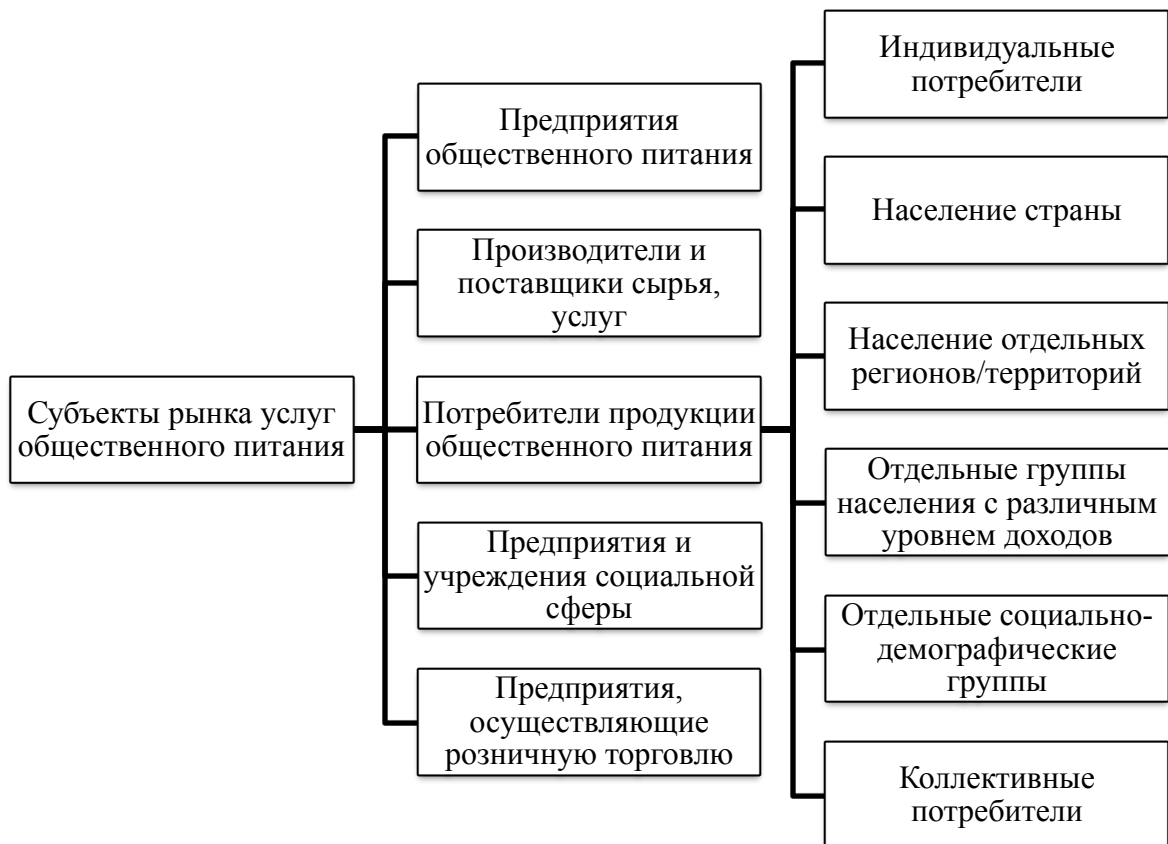 Субъекты рынка услуг
общественного питания
Предприятия
общественного питания
Производители и
поставщики сырья,
услуг
Потребители продукции
общественного питания
Предприятия и
учреждения социальной
сферы
Предприятия,
осуществляющие
розничную торговлю
Индивидуальные
потребители
Население страны
Население отдельных
регионов/территорий
Отдельные группы
населения с различным
уровнем доходов
Отдельные социально-
демографические
группы
Коллективные
потребители